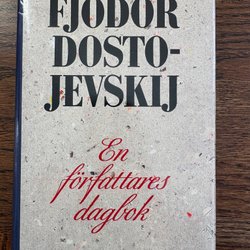 FJODOR
DOSTO-
JEVSKIJ
En
författares
dagbok